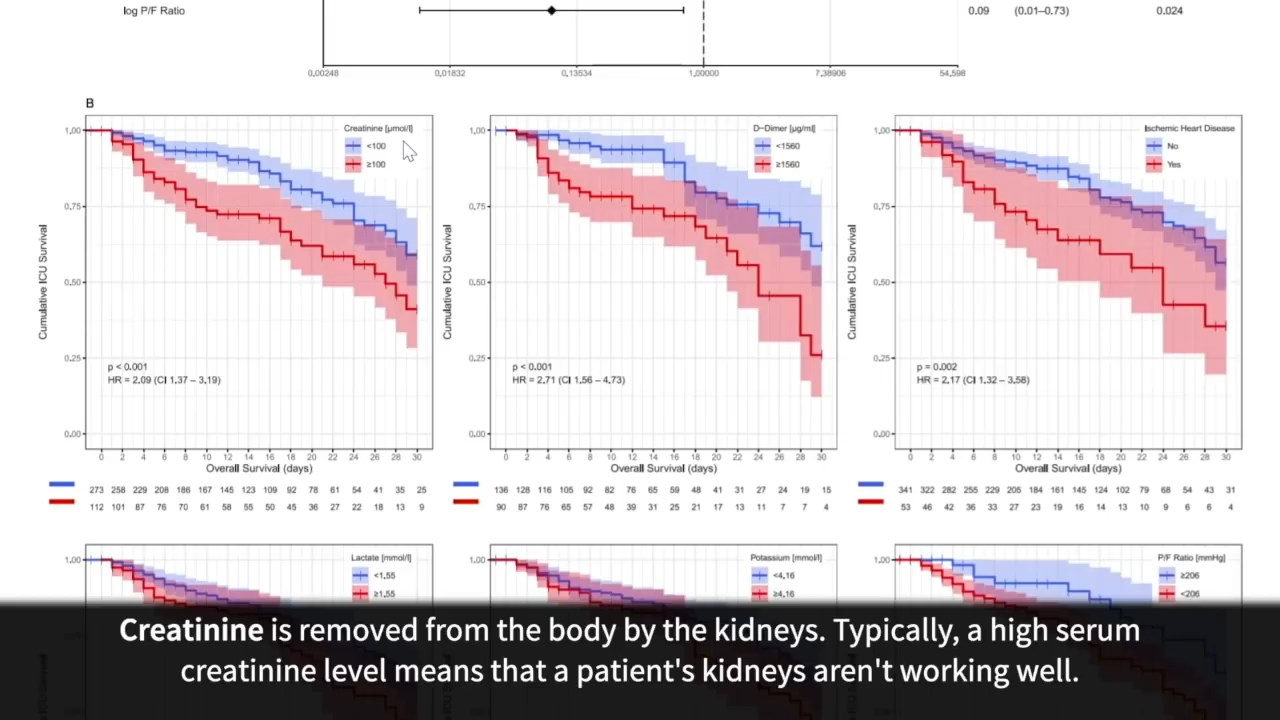 log P/F Ratio 0.09 (0.01–0.73) 0.024
0,00248 0,01832 0,13534 1,00000 7,38906 54,598
B
Creatinine [µmol/l]
<100
≥100
1,00
0,75
0,50
0,25
0,00
Cumulative ICU Survival
p < 0.001
HR = 2.09 (CI 1.37 – 3.19)
0 2 4 6 8 10 12 14 16 18 20 22 24 26 28 30
Overall Survival (days)
273 258 229 208 186 167 145 123 109 92 78 61 54 41 35 25
112 101 87 76 70 61 58 55 50 45 36 27 22 18 13 9
D−Dimer [µg/ml]
<1560
≥1560
1,00
0,75
0,50
0,25
0,00
Cumulative ICU Survival
p < 0.001
HR = 2.71 (CI 1.56 – 4.73)
0 2 4 6 8 10 12 14 16 18 20 22 24 26 28 30
Overall Survival (days)
136 128 116 105 92 82 76 65 59 48 41 31 27 24 19 15
90 87 76 65 57 48 39 31 25 21 17 13 11 7 7 4
Ischemic Heart Disease
No
Yes
1,00
0,75
0,50
0,25
0,00
Cumulative ICU Survival
p = 0.002
HR = 2.17 (CI 1.32 – 3.58)
0 2 4 6 8 10 12 14 16 18 20 22 24 26 28 30
Overall Survival (days)
341 322 282 255 229 205 184 161 145 124 102 79 68 54 43 31
53 46 42 36 33 27 23 19 16 14 13 10 9 6 6 4
Lactate [mmol/l]
<1,55
≥1,55
1,00
Potassium [mmol/l]
<4,16
≥4,16
1,00
P/F Ratio [mmHg]
≥206
<206
1,00
Creatinine is removed from the body by the kidneys. Typically, a high serum
creatinine level means that a patient's kidneys aren't working well.